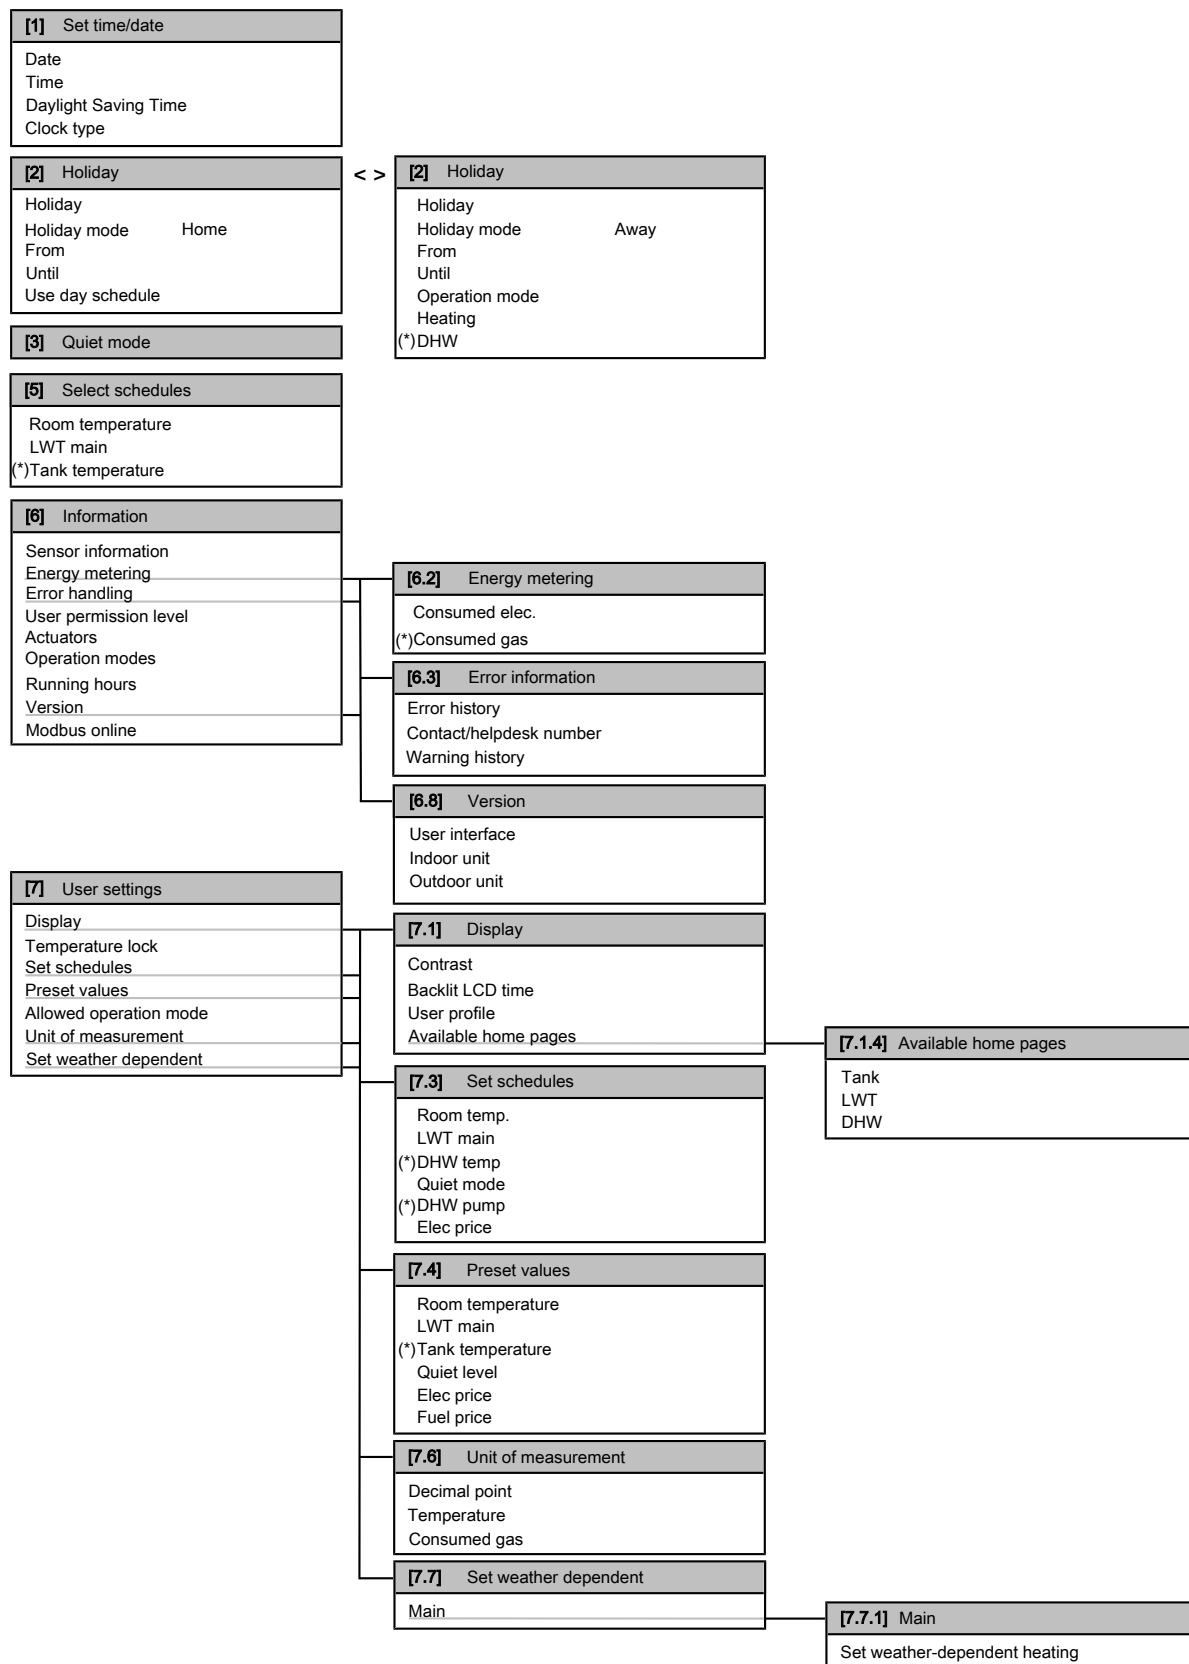 [1] Set time/date
Date
Time
Daylight Saving Time
Clock type
[2] Holiday
Holiday
Holiday mode Home
From
Until
Use day schedule
< >
[2] Holiday
Holiday
Holiday mode Away
From
Until
Operation mode
Heating
(*)DHW
[3] Quiet mode
[5] Select schedules
Room temperature
LWT main
(*)Tank temperature
[6] Information
Sensor information
Energy metering
Error handling
User permission level
Actuators
Operation modes
Running hours
Version
Modbus online
[6.2] Energy metering
Consumed elec.
(*)Consumed gas
[6.3] Error information
Error history
Contact/helpdesk number
Warning history
[6.8] Version
User interface
Indoor unit
Outdoor unit
[7] User settings
Display
Temperature lock
Set schedules
Preset values
Allowed operation mode
Unit of measurement
Set weather dependent
[7.1] Display
Contrast
Backlit LCD time
User profile
Available home pages
[7.1.4] Available home pages
Tank
LWT
DHW
[7.3] Set schedules
Room temp.
LWT main
(*)DHW temp
Quiet mode
(*)DHW pump
Elec price
[7.4] Preset values
Room temperature
LWT main
(*)Tank temperature
Quiet level
Elec price
Fuel price
[7.6] Unit of measurement
Decimal point
Temperature
Consumed gas
[7.7] Set weather dependent
Main
[7.7.1] Main
Set weather-dependent heating